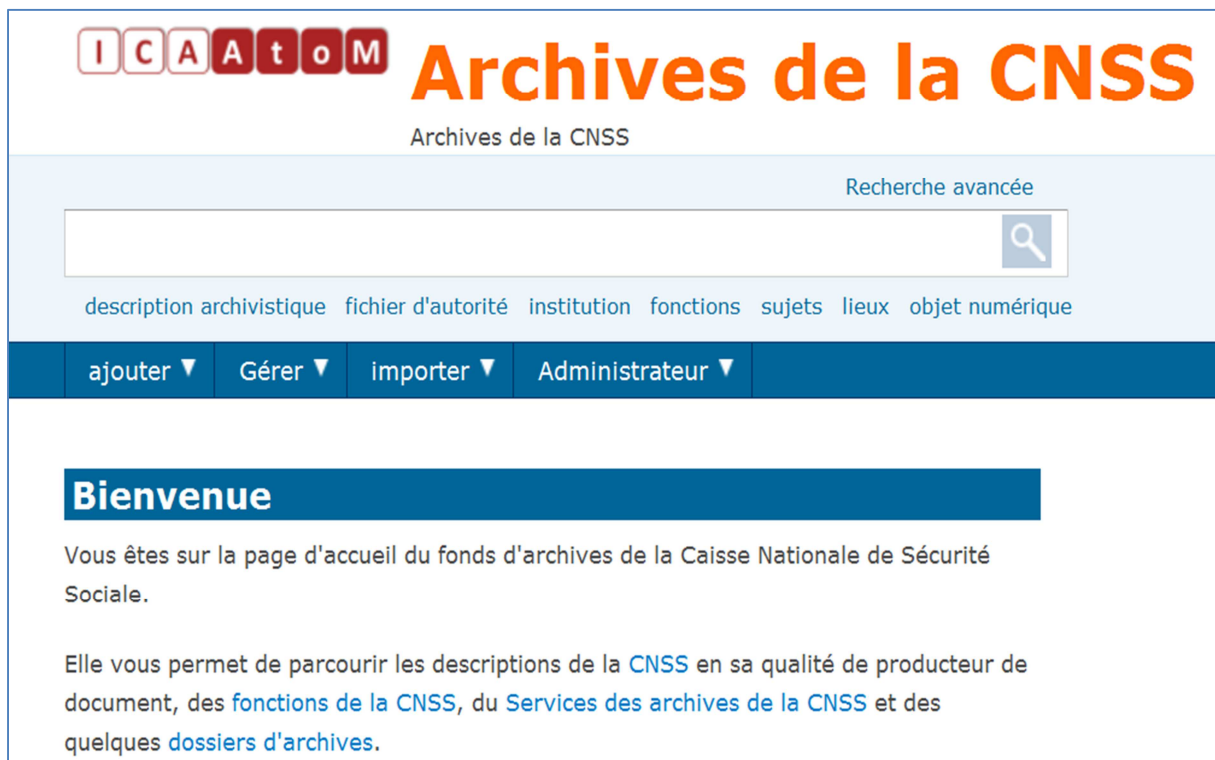 ICAAtoM
Archives de la CNSS
Archives de la CNSS
Recherche avancée
description archivistique fichier d'autorité institution fonctions sujets lieux objet numérique
ajouter ▼ Gérer ▼ importer ▼ Administrateur ▼
Bienvenue
Vous êtes sur la page d'accueil du fonds d'archives de la Caisse Nationale de Sécurité
Sociale.
Elle vous permet de parcourir les descriptions de la CNSS en sa qualité de producteur de
document, des fonctions de la CNSS, du Services des archives de la CNSS et des
quelques dossiers d'archives.